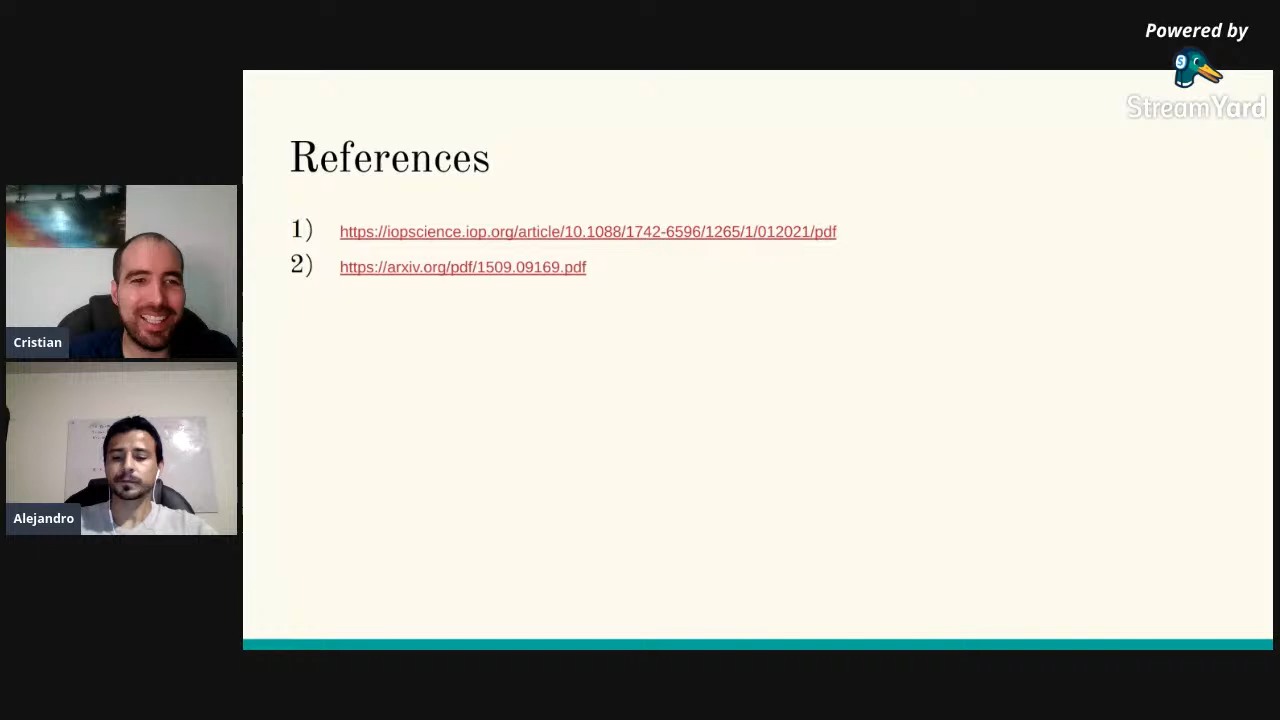 Powered by
StreamYard
References
1) https://iopscience.iop.org/article/10.1088/1742-6596/1265/1/012021/pdf
2) https://arxiv.org/pdf/1509.09169.pdf
Cristian
Alejandro